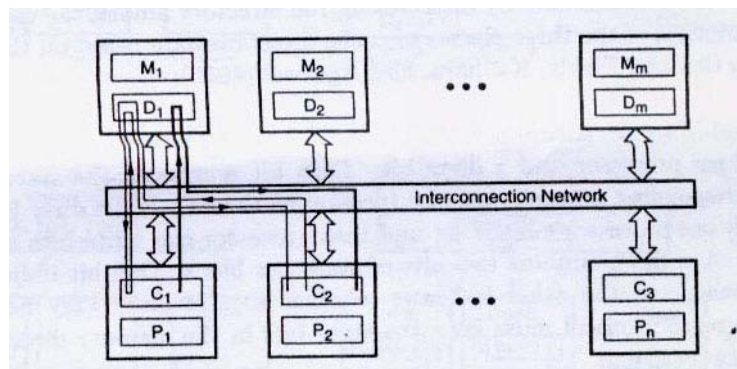 M1 M2 Mm
D1 D2 • • • Dm
Interconnection Network
C1 C2 C3
P1 P2 • • • Pn